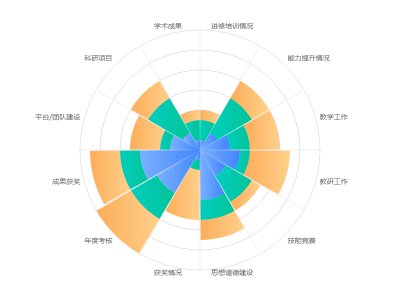 学术成果
进修培训情况
科研项目
能力提升情况
平台/团队建设
教学工作
成果获奖
教研工作
年度考核
技能竞赛
获奖情况
思想道德建设